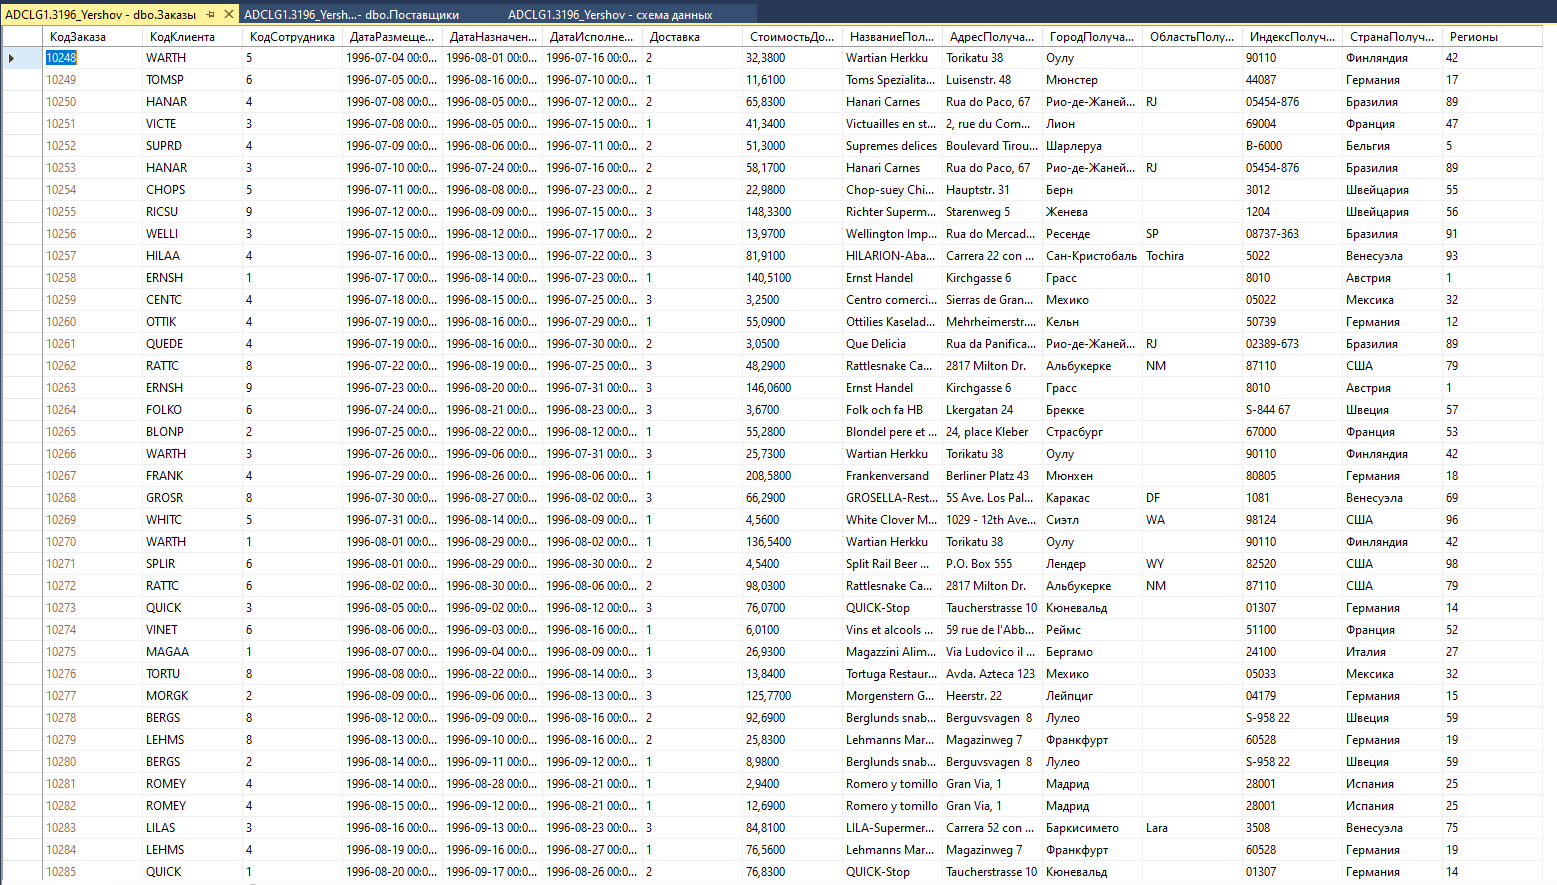 ADCLG1.3196_Yershov - dbo.Заказы ADCLG1.3196_Yersh...- dbo.Поставщики ADCLG1.3196_Yershov - схема данных
КодЗаказа КодКлиента КодСотрудника ДатаРазмеще... ДатаНазначен... ДатаИсполне... Доставка СтоимостьДо... НазваниеПол... АдресПолуча... ГородПолуча... ОбластьПолу... ИндексПолуч... СтранаПолуч... Регионы
10248 WARTH 5 1996-07-04 00:0... 1996-08-01 00:0... 1996-07-16 00:0... 2 32,3800 Wartian Herkku Torikatu 38 Оулу 90110 Финляндия 42
10249 TOMSP 6 1996-07-05 00:0... 1996-08-16 00:0... 1996-07-10 00:0... 1 11,6100 Toms Spezialita... Luisenstr. 48 Мюнстер 44087 Германия 17
10250 HANAR 4 1996-07-08 00:0... 1996-08-05 00:0... 1996-07-12 00:0... 2 65,8300 Hanari Carnes Rua do Paco, 67 Рио-де-Жаней... RJ 05454-876 Бразилия 89
10251 VICTE 3 1996-07-08 00:0... 1996-08-05 00:0... 1996-07-15 00:0... 1 41,3400 Victuailles en st... 2, rue du Com... Лион 69004 Франция 47
10252 SUPRD 4 1996-07-09 00:0... 1996-08-06 00:0... 1996-07-11 00:0... 2 51,3000 Supremes delices Boulevard Tirou... Шарлеруа B-6000 Бельгия 5
10253 HANAR 3 1996-07-10 00:0... 1996-07-24 00:0... 1996-07-16 00:0... 2 58,1700 Hanari Carnes Rua do Paco, 67 Рио-де-Жаней... RJ 05454-876 Бразилия 89
10254 CHOPS 5 1996-07-11 00:0... 1996-08-08 00:0... 1996-07-23 00:0... 2 22,9800 Chop-suey Chi... Hauptstr. 31 Берн 3012 Швейцария 55
10255 RICSU 9 1996-07-12 00:0... 1996-08-09 00:0... 1996-07-15 00:0... 3 148,3300 Richter Superm... Starenweg 5 Женева 1204 Швейцария 56
10256 WELLI 3 1996-07-15 00:0... 1996-08-12 00:0... 1996-07-17 00:0... 2 13,9700 Wellington Imp... Rua do Mercad... Ресенде SP 08737-363 Бразилия 91
10257 HILAA 4 1996-07-16 00:0... 1996-08-13 00:0... 1996-07-22 00:0... 3 81,9100 HILARION-Aba... Carrera 22 con ... Сан-Кристобаль Tochira 5022 Венесуэла 93
10258 ERNSH 1 1996-07-17 00:0... 1996-08-14 00:0... 1996-07-23 00:0... 1 140,5100 Ernst Handel Kirchgasse 6 Грасс 8010 Австрия 1
10259 CENTC 4 1996-07-18 00:0... 1996-08-15 00:0... 1996-07-25 00:0... 3 3,2500 Centro comerci... Sierras de Gran... Мехико 05022 Мексика 32
10260 OTTIK 4 1996-07-19 00:0... 1996-08-16 00:0... 1996-07-29 00:0... 1 55,0900 Ottilies Kaselad... Mehrheimerstr.... Кельн 50739 Германия 12
10261 QUEDE 4 1996-07-19 00:0... 1996-08-16 00:0... 1996-07-30 00:0... 2 3,0500 Que Delicia Rua da Panifica... Рио-де-Жаней... RJ 02389-673 Бразилия 89
10262 RATTC 8 1996-07-22 00:0... 1996-08-19 00:0... 1996-07-25 00:0... 3 48,2900 Rattlesnake Ca... 2817 Milton Dr. Альбукерке NM 87110 США 79
10263 ERNSH 9 1996-07-23 00:0... 1996-08-20 00:0... 1996-07-31 00:0... 3 146,0600 Ernst Handel Kirchgasse 6 Грасс 8010 Австрия 1
10264 FOLKO 6 1996-07-24 00:0... 1996-08-21 00:0... 1996-08-23 00:0... 3 3,6700 Folk och fa HB Lkergatan 24 Брекке S-844 67 Швеция 57
10265 BLONP 2 1996-07-25 00:0... 1996-08-22 00:0... 1996-08-12 00:0... 1 55,2800 Blondel pere et ... 24, place Kleber Страсбург 67000 Франция 53
10266 WARTH 3 1996-07-26 00:0... 1996-09-06 00:0... 1996-07-31 00:0... 3 25,7300 Wartian Herkku Torikatu 38 Оулу 90110 Финляндия 42
10267 FRANK 4 1996-07-29 00:0... 1996-08-26 00:0... 1996-08-06 00:0... 1 208,5800 Frankenversand Berliner Platz 43 Мюнхен 80805 Германия 18
10268 GROSR 8 1996-07-30 00:0... 1996-08-27 00:0... 1996-08-02 00:0... 3 66,2900 GROSELLA-Rest... 5S Ave. Los Pal... Каракас DF 1081 Венесуэла 69
10269 WHITC 5 1996-07-31 00:0... 1996-08-14 00:0... 1996-08-09 00:0... 1 4,5600 White Clover M... 1029 - 12th Ave... Сиэтл WA 98124 США 96
10270 WARTH 1 1996-08-01 00:0... 1996-08-29 00:0... 1996-08-02 00:0... 1 136,5400 Wartian Herkku Torikatu 38 Оулу 90110 Финляндия 42
10271 SPLIR 6 1996-08-01 00:0... 1996-08-29 00:0... 1996-08-30 00:0... 2 4,5400 Split Rail Beer ... P.O. Box 555 Лендер WY 82520 США 98
10272 RATTC 6 1996-08-02 00:0... 1996-08-30 00:0... 1996-08-06 00:0... 2 98,0300 Rattlesnake Ca... 2817 Milton Dr. Альбукерке NM 87110 США 79
10273 QUICK 3 1996-08-05 00:0... 1996-09-02 00:0... 1996-08-12 00:0... 3 76,0700 QUICK-Stop Taucherstrasse 10 Кюневальд 01307 Германия 14
10274 VINET 6 1996-08-06 00:0... 1996-09-03 00:0... 1996-08-16 00:0... 1 6,0100 Vins et alcools ... 59 rue de l'Abb... Реймс 51100 Франция 52
10275 MAGAA 1 1996-08-07 00:0... 1996-09-04 00:0... 1996-08-09 00:0... 1 26,9300 Magazzini Alim... Via Ludovico il ... Бергамо 24100 Италия 27
10276 TORTU 8 1996-08-08 00:0... 1996-08-22 00:0... 1996-08-14 00:0... 3 13,8400 Tortuga Restaur... Avda. Azteca 123 Мехико 05033 Мексика 32
10277 MORGK 2 1996-08-09 00:0... 1996-09-06 00:0... 1996-08-13 00:0... 3 125,7700 Morgenstern G... Heerstr. 22 Лейпциг 04179 Германия 15
10278 BERGS 8 1996-08-12 00:0... 1996-09-09 00:0... 1996-08-16 00:0... 2 92,6900 Berglunds snab... Berguvsvagen 8 Лулео S-958 22 Швеция 59
10279 LEHMS 8 1996-08-13 00:0... 1996-09-10 00:0... 1996-08-16 00:0... 2 25,8300 Lehmanns Mar... Magazinweg 7 Франкфурт 60528 Германия 19
10280 BERGS 2 1996-08-14 00:0... 1996-09-11 00:0... 1996-09-12 00:0... 1 8,9800 Berglunds snab... Berguvsvagen 8 Лулео S-958 22 Швеция 59
10281 ROMEY 4 1996-08-14 00:0... 1996-08-28 00:0... 1996-08-21 00:0... 1 2,9400 Romero y tomillo Gran Via, 1 Мадрид 28001 Испания 25
10282 ROMEY 4 1996-08-15 00:0... 1996-09-12 00:0... 1996-08-21 00:0... 1 12,6900 Romero y tomillo Gran Via, 1 Мадрид 28001 Испания 25
10283 LILAS 3 1996-08-16 00:0... 1996-09-13 00:0... 1996-08-23 00:0... 3 84,8100 LILA-Supermer... Carrera 52 con ... Баркисимето Lara 3508 Венесуэла 75
10284 LEHMS 4 1996-08-19 00:0... 1996-09-16 00:0... 1996-08-27 00:0... 1 76,5600 Lehmanns Mar... Magazinweg 7 Франкфурт 60528 Германия 19
10285 QUICK 1 1996-08-20 00:0... 1996-09-17 00:0... 1996-08-26 00:0... 2 76,8300 QUICK-Stop Taucherstrasse 10 Кюневальд 01307 Германия 14